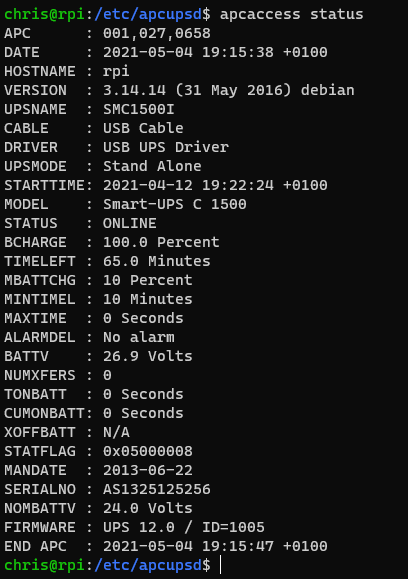 chris@rpi:/etc/apcupsd$ apcaccess status
APC      : 001,027,0658
DATE     : 2021-05-04 19:15:38 +0100
HOSTNAME : rpi
VERSION  : 3.14.14 (31 May 2016) debian
UPSNAME  : SMC1500I
CABLE    : USB Cable
DRIVER   : USB UPS Driver
UPSMODE  : Stand Alone
STARTTIME: 2021-04-12 19:22:24 +0100
MODEL    : Smart-UPS C 1500
STATUS   : ONLINE
BCHARGE  : 100.0 Percent
TIMELEFT : 65.0 Minutes
MBATTCHG : 10 Percent
MINTIMEL : 10 Minutes
MAXTIME  : 0 Seconds
ALARMDEL : No alarm
BATTV    : 26.9 Volts
NUMXFERS : 0
TONBATT  : 0 Seconds
CUMONBATT: 0 Seconds
XOFFBATT : N/A
STATFLAG : 0x05000008
MANDATE  : 2013-06-22
SERIALNO : AS1325125256
NOMBATTV : 24.0 Volts
FIRMWARE : UPS 12.0 / ID=1005
END APC  : 2021-05-04 19:15:47 +0100
chris@rpi:/etc/apcupsd$